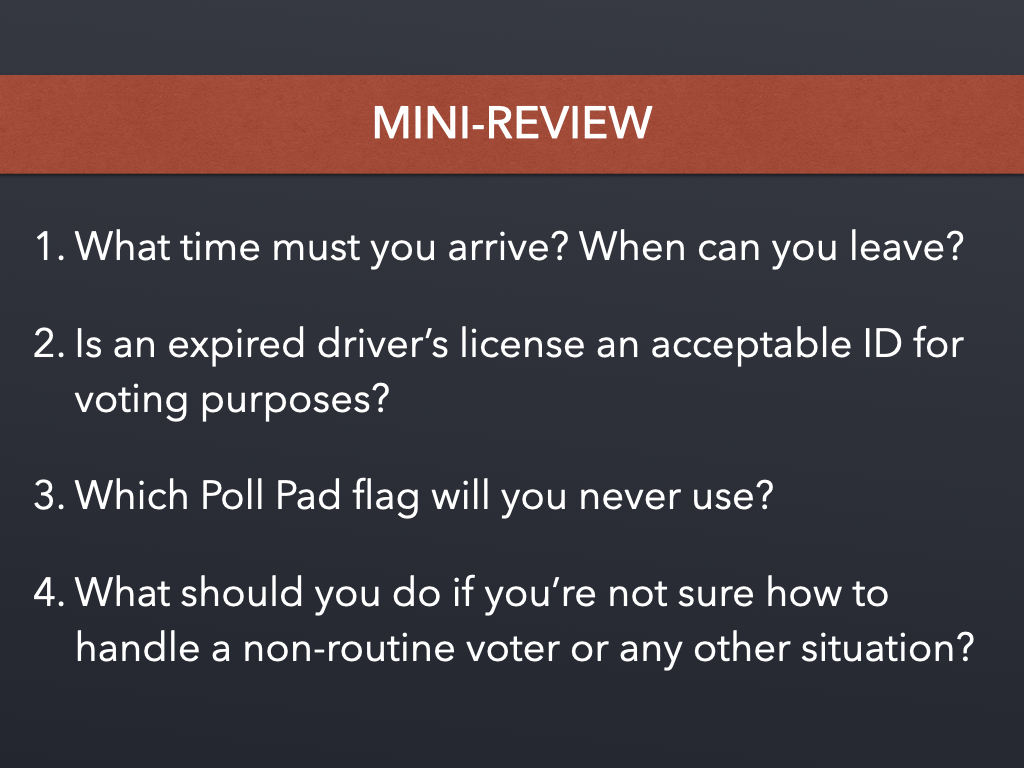 MINI-REVIEW
1. What time must you arrive? When can you leave?
2. Is an expired driver’s license an acceptable ID for
voting purposes?
3. Which Poll Pad flag will you never use?
4. What should you do if you’re not sure how to
handle a non-routine voter or any other situation?